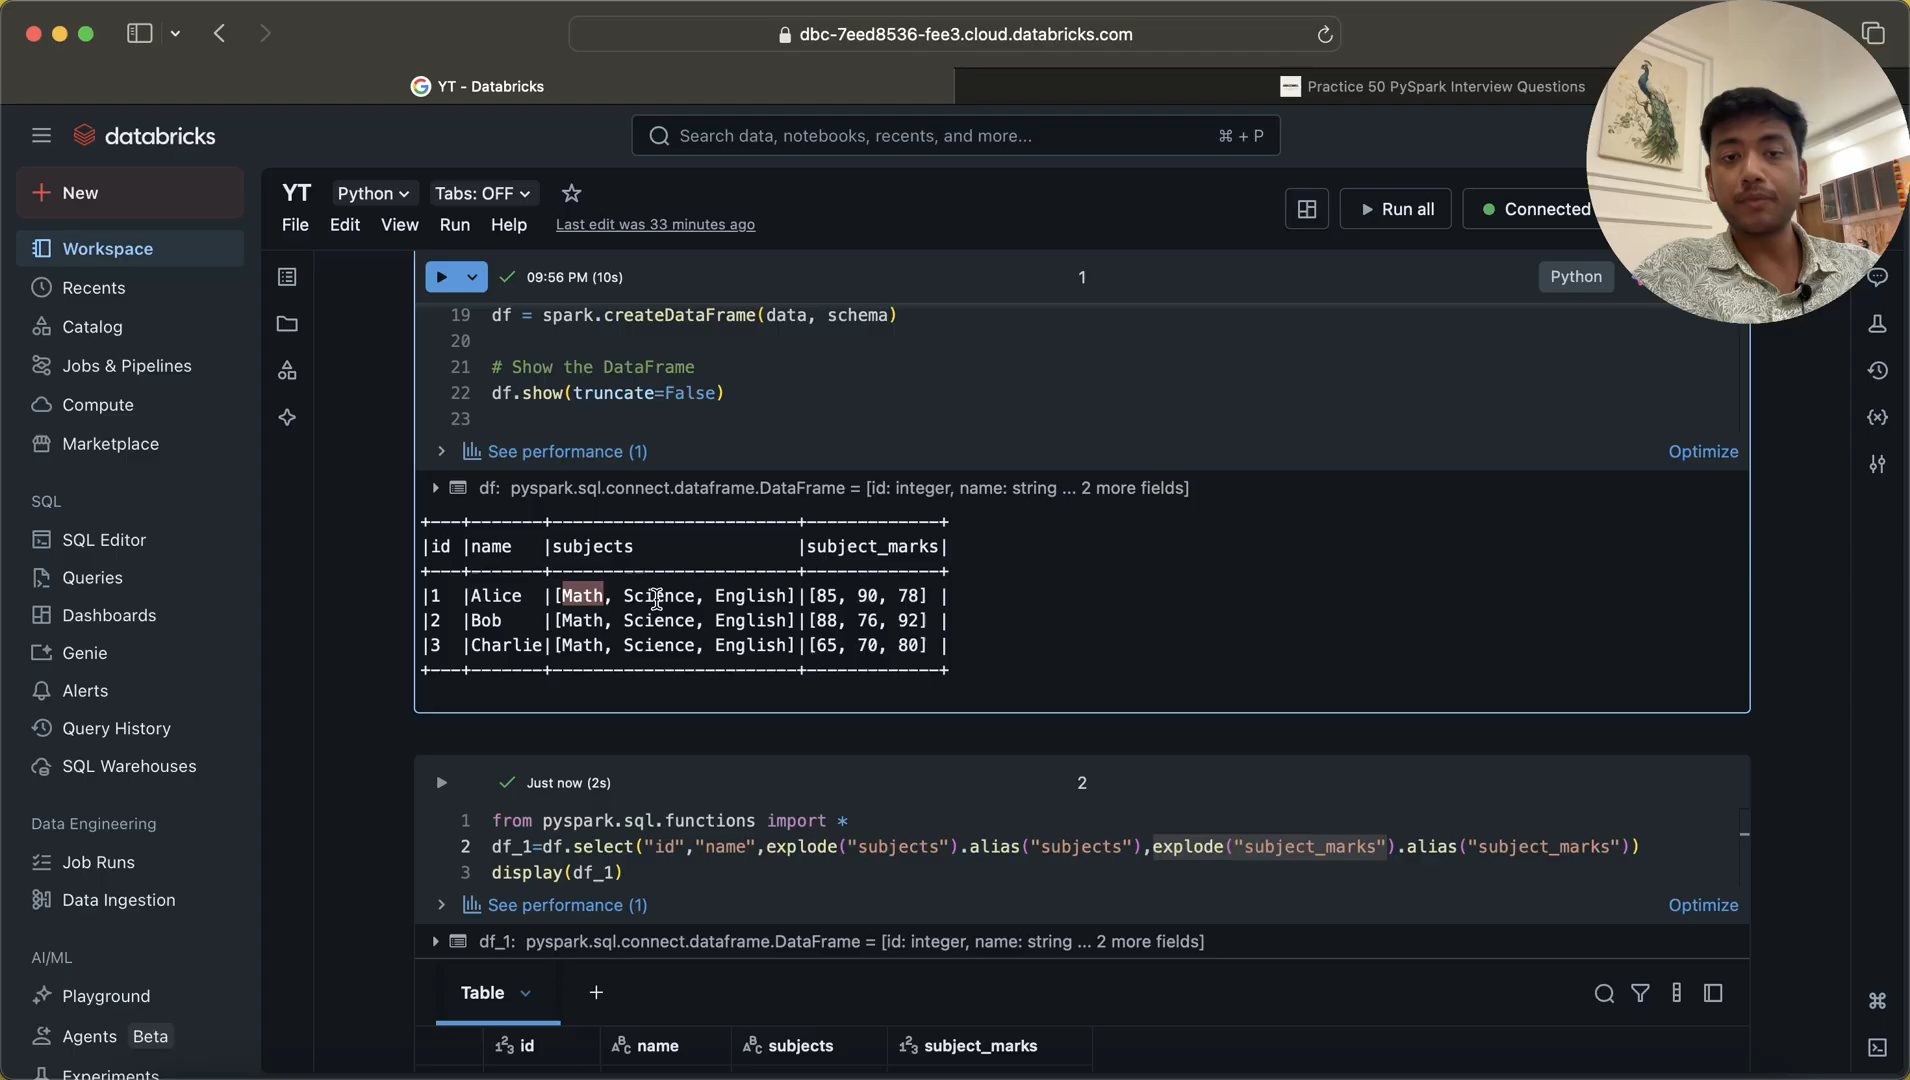 dbc-7eed8536-fee3.cloud.databricks.com
YT - Databricks
Practice 50 PySpark Interview Questions
databricks
Search data, notebooks, recents, and more...
⌘ + P
New
Workspace
Recents
Catalog
Jobs & Pipelines
Compute
Marketplace
SQL
SQL Editor
Queries
Dashboards
Genie
Alerts
Query History
SQL Warehouses
Data Engineering
Job Runs
Data Ingestion
AI/ML
Playground
Agents Beta
Experiments
YT Python Tabs: OFF
File Edit View Run Help Last edit was 33 minutes ago
Run all
Connected
09:56 PM (10s)
1
Python
19 df = spark.createDataFrame(data, schema)
20
21 # Show the DataFrame
22 df.show(truncate=False)
23
See performance (1)
Optimize
df: pyspark.sql.connect.dataframe.DataFrame = [id: integer, name: string ... 2 more fields]
+---+-------+------------------------+-------------+
|id |name   |subjects                |subject_marks|
+---+-------+------------------------+-------------+
|1  |Alice  |[Math, Science, English]|[85, 90, 78] |
|2  |Bob    |[Math, Science, English]|[88, 76, 92] |
|3  |Charlie|[Math, Science, English]|[65, 70, 80] |
+---+-------+------------------------+-------------+
Just now (2s)
2
1 from pyspark.sql.functions import *
2 df_1=df.select("id","name",explode("subjects").alias("subjects"),explode("subject_marks").alias("subject_marks"))
3 display(df_1)
See performance (1)
Optimize
df_1: pyspark.sql.connect.dataframe.DataFrame = [id: integer, name: string ... 2 more fields]
Table
+
123 id
ABC name
ABC subjects
123 subject_marks